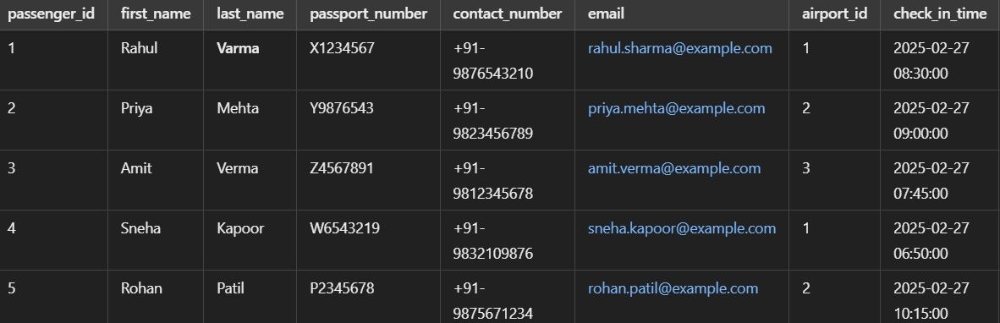 passenger_id first_name last_name passport_number contact_number email airport_id check_in_time
1 Rahul Varma X1234567 +91- rahul.sharma@example.com 1 2025-02-27
9876543210 08:30:00
2 Priya Mehta Y9876543 +91- priya.mehta@example.com 2 2025-02-27
9823456789 09:00:00
3 Amit Verma Z4567891 +91- amit.verma@example.com 3 2025-02-27
9812345678 07:45:00
4 Sneha Kapoor W6543219 +91- sneha.kapoor@example.com 1 2025-02-27
9832109876 06:50:00
5 Rohan Patil P2345678 +91- rohan.patil@example.com 2 2025-02-27
9875671234 10:15:00